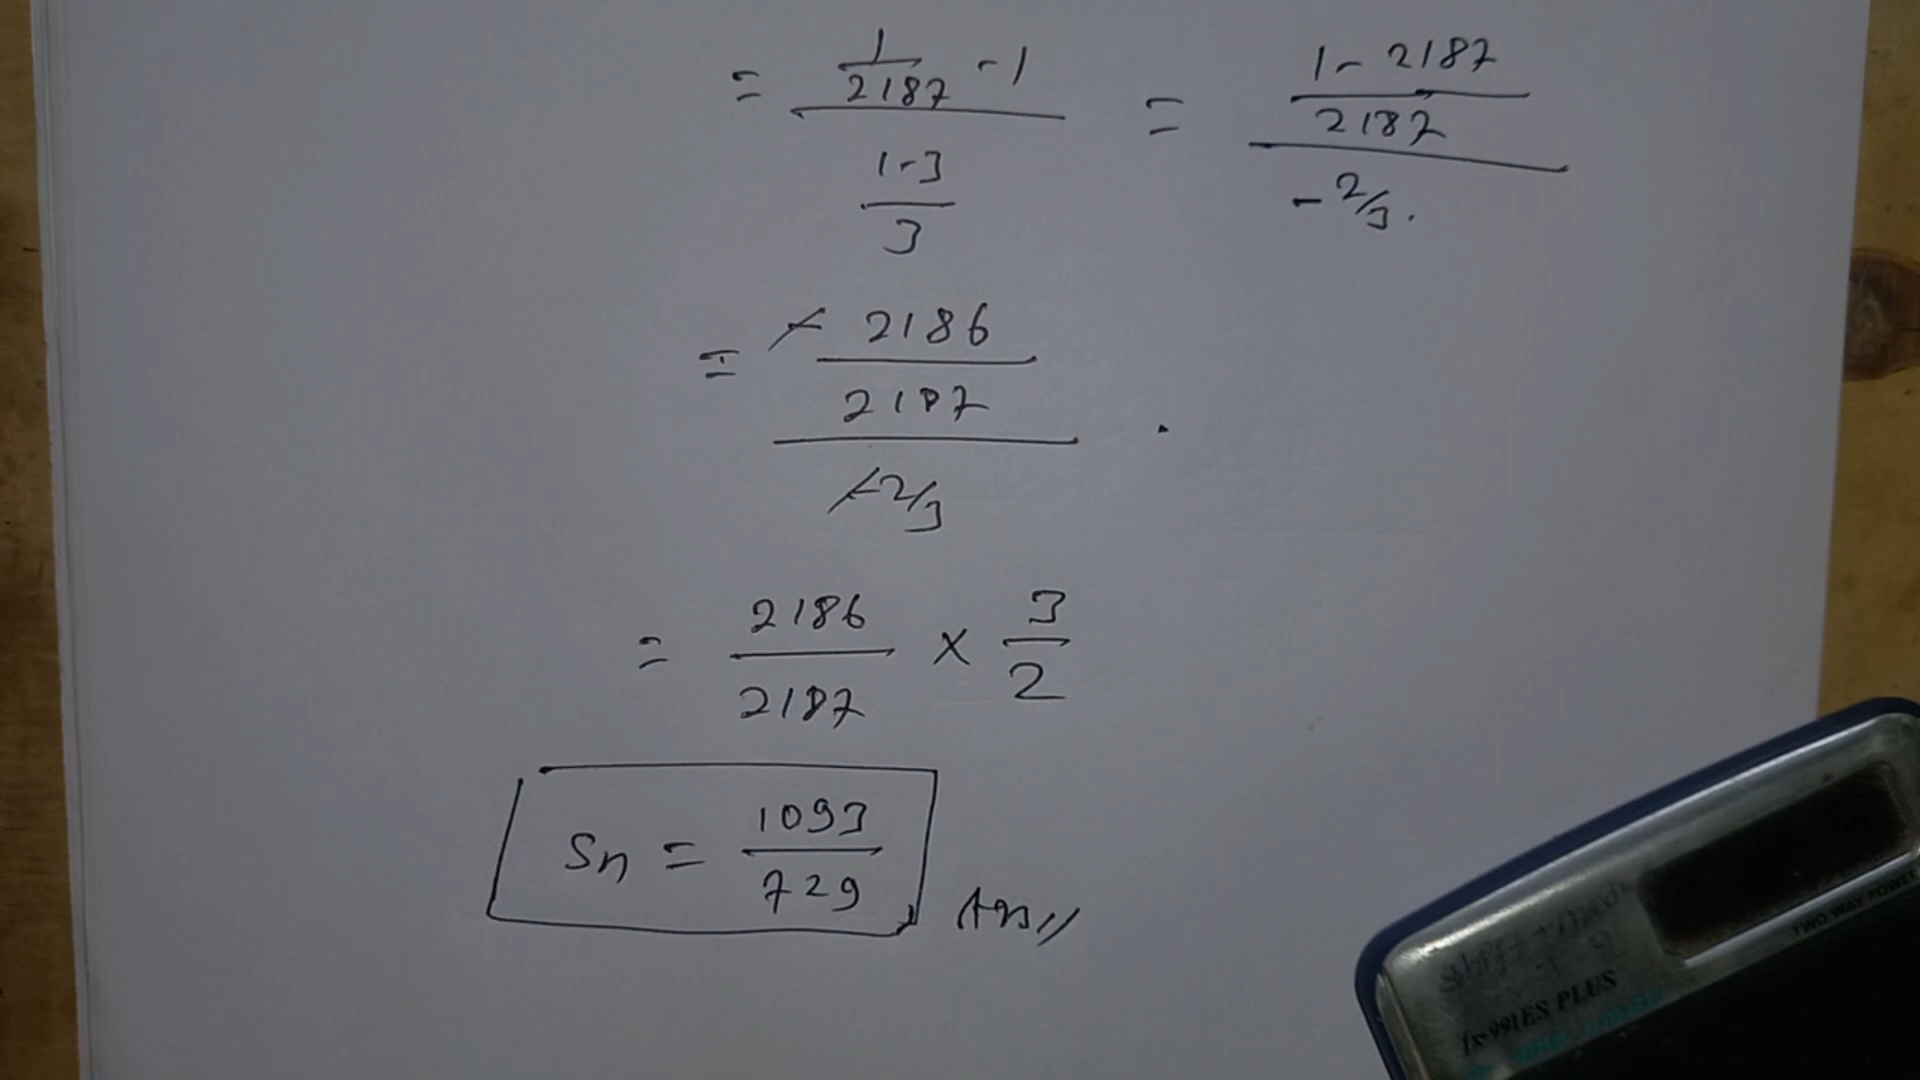 = (1/2187 - 1)/((1-3)/3) = ((1-2187)/2187)/(-2/3).
= (-2186/2187)/(-2/3) .
= 2186/2187 × 3/2
Sn = 1093/729 Ans//
TWO WAY POWER
fx-991ES PLUS